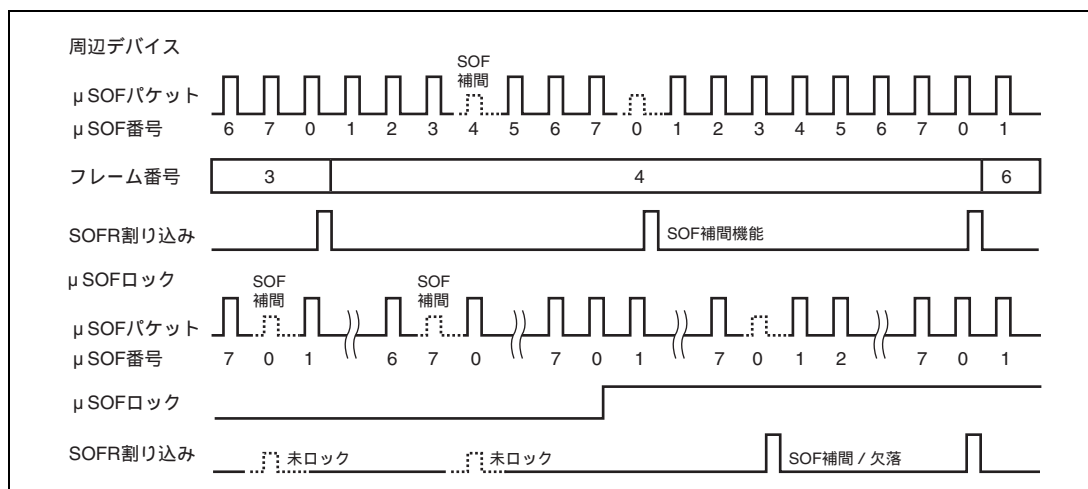 周辺デバイス
SOF
補間
μSOFパケット
μSOF番号 6 7 0 1 2 3 4 5 6 7 0 1 2 3 4 5 6 7 0 1
フレーム番号 3 4 6
SOFR割り込み SOF補間機能
μSOFロック
SOF
補間
SOF
補間
μSOFパケット
μSOF番号 7 0 1 6 7 0 7 0 1 7 0 1 2 7 0 1
μSOFロック
SOFR割り込み 未ロック 未ロック SOF補間 / 欠落